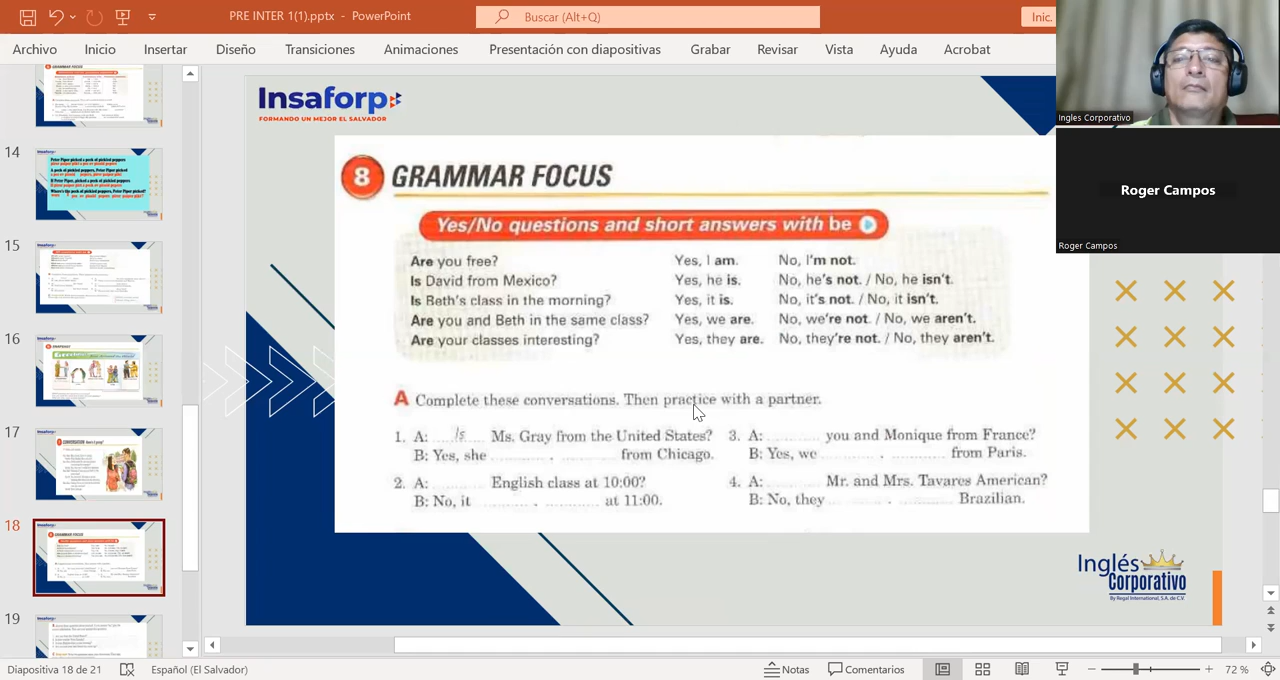 PRE INTER 1(1).pptx - PowerPoint
Buscar (Alt+Q)
Inic.
Archivo Inicio Insertar Diseño Transiciones Animaciones Presentación con diapositivas Grabar Revisar Vista Ayuda Acrobat
Ingles Corporativo
Roger Campos
Roger Campos
14
15
16
17
18
19
Insaforp
FORMANDO UN MEJOR EL SALVADOR
8 GRAMMAR FOCUS
Yes/No questions and short answers with be
Are you free? Yes, I am. No, I'm not.
Is David from Mexico? Yes, he is. No, he's not. / No, he isn't.
Is Beth's class in the morning? Yes, it is. No, it's not. / No, it isn't.
Are you and Beth in the same class? Yes, we are. No, we're not. / No, we aren't.
Are your classes interesting? Yes, they are. No, they're not. / No, they aren't.
A Complete these conversations. Then practice with a partner.
1. A: Is Ms. Gray from the United States?
B: Yes, she . from Chicago.
2. A: English class at 10:00?
B: No, it . at 11:00.
3. A: you and Monique from France?
B: Yes, we . from Paris.
4. A: Mr. and Mrs. Tavares American?
B: No, they . Brazilian.
Inglés
Corporativo
By Regal International, S.A. de C.V.
Diapositiva 18 de 21 Español (El Salvador) Notas Comentarios 72 %